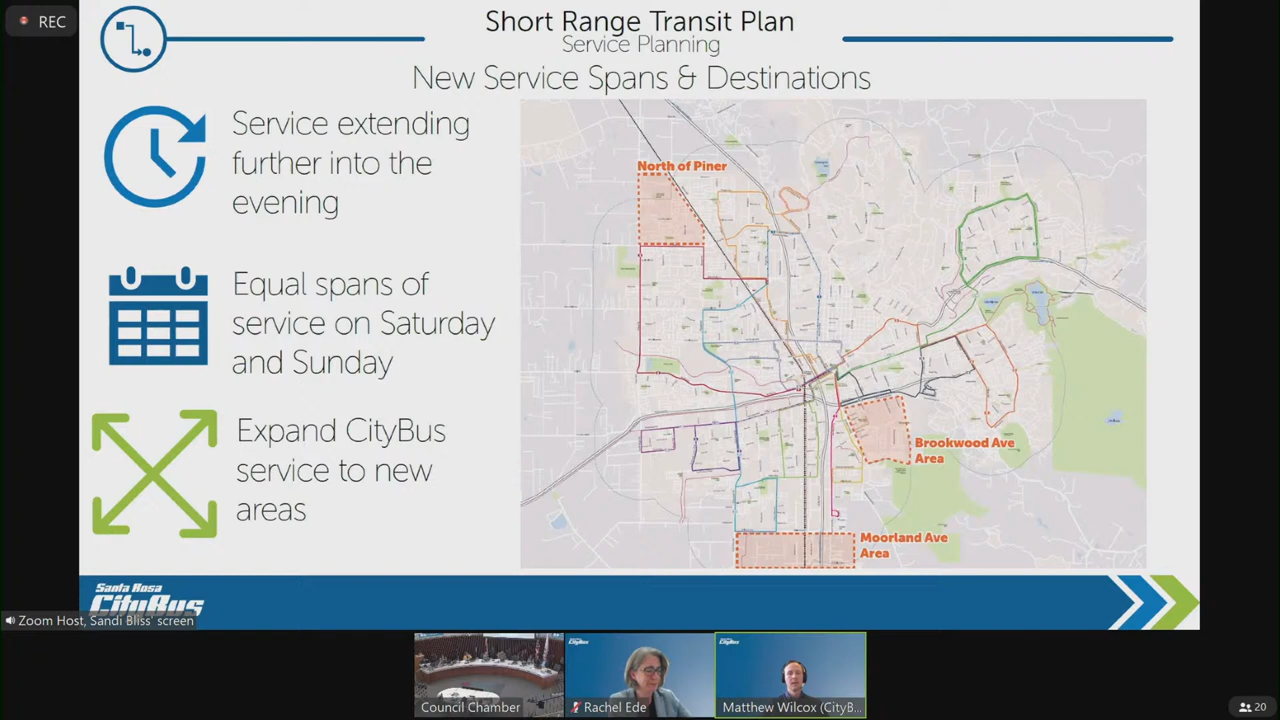 REC
Short Range Transit Plan
Service Planning
New Service Spans & Destinations
Service extending
further into the
evening
Equal spans of
service on Saturday
and Sunday
Expand CityBus
service to new
areas
North of Piner
Brookwood Ave
Area
Moorland Ave
Area
Santa Rosa
CityBus
Zoom Host, Sandi Bliss' screen
CityBus
CityBus
Council Chamber
Rachel Ede
Matthew Wilcox (CityB...
20